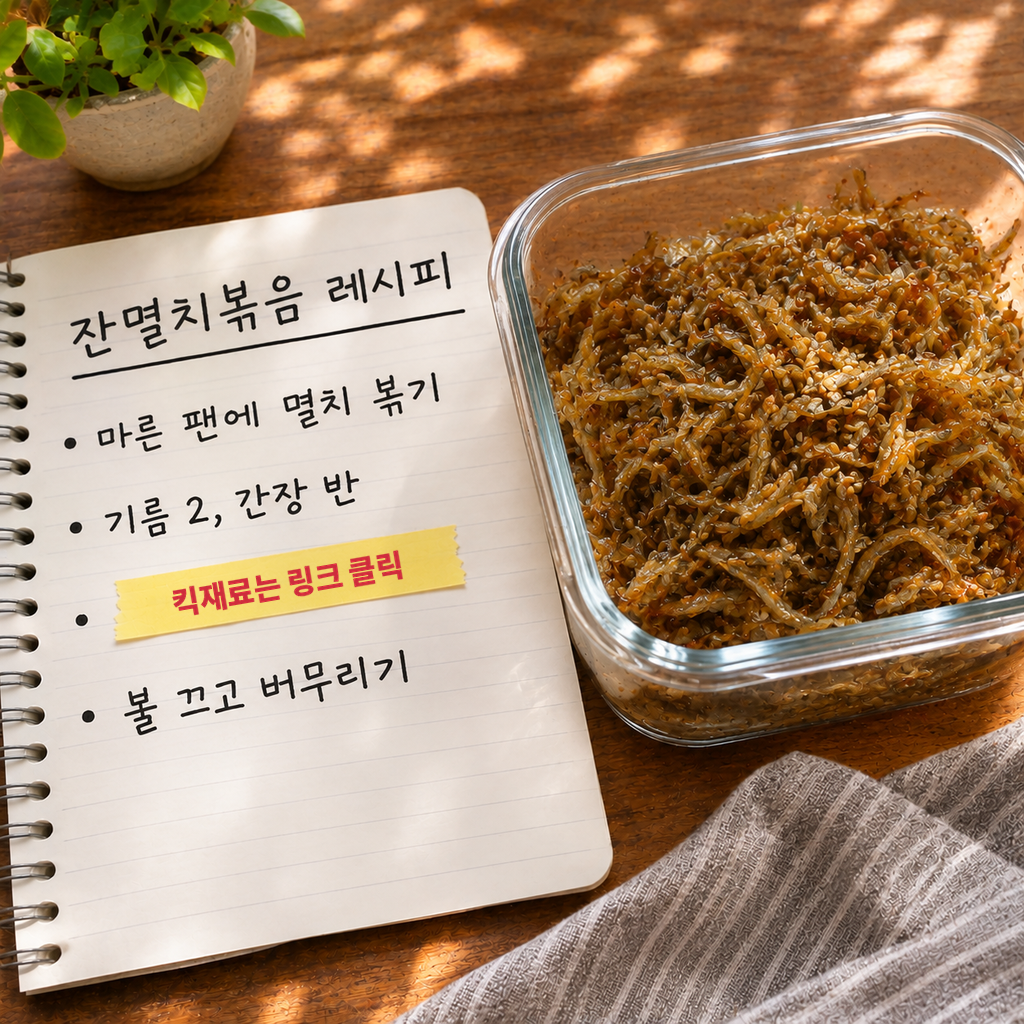 잔멸치볶음 레시피
• 마른 팬에 멸치 볶기
• 기름 2, 간장 반
• 킥재료는 링크 클릭
• 불 끄고 버무리기